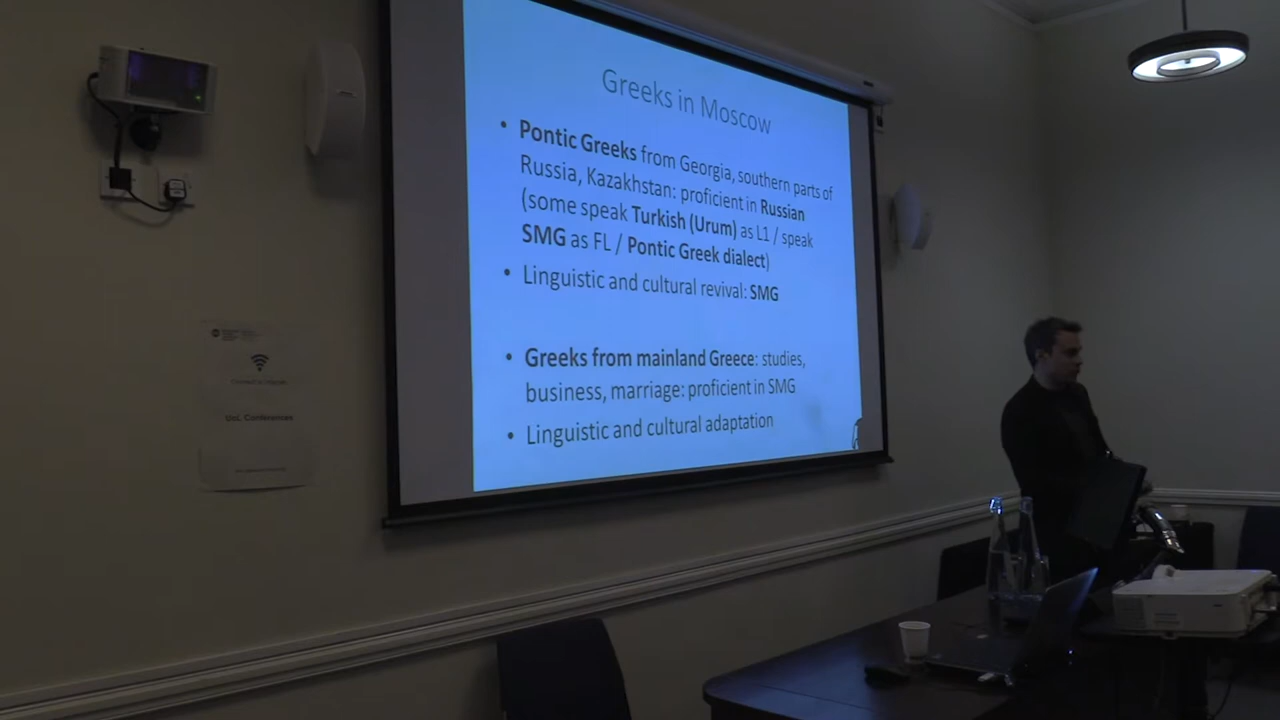 Greeks in Moscow
• Pontic Greeks from Georgia, southern parts of
Russia, Kazakhstan: proficient in Russian
(some speak Turkish (Urum) as L1 / speak
SMG as FL / Pontic Greek dialect)
• Linguistic and cultural revival: SMG
• Greeks from mainland Greece: studies,
business, marriage: proficient in SMG
• Linguistic and cultural adaptation
UCL Conferences